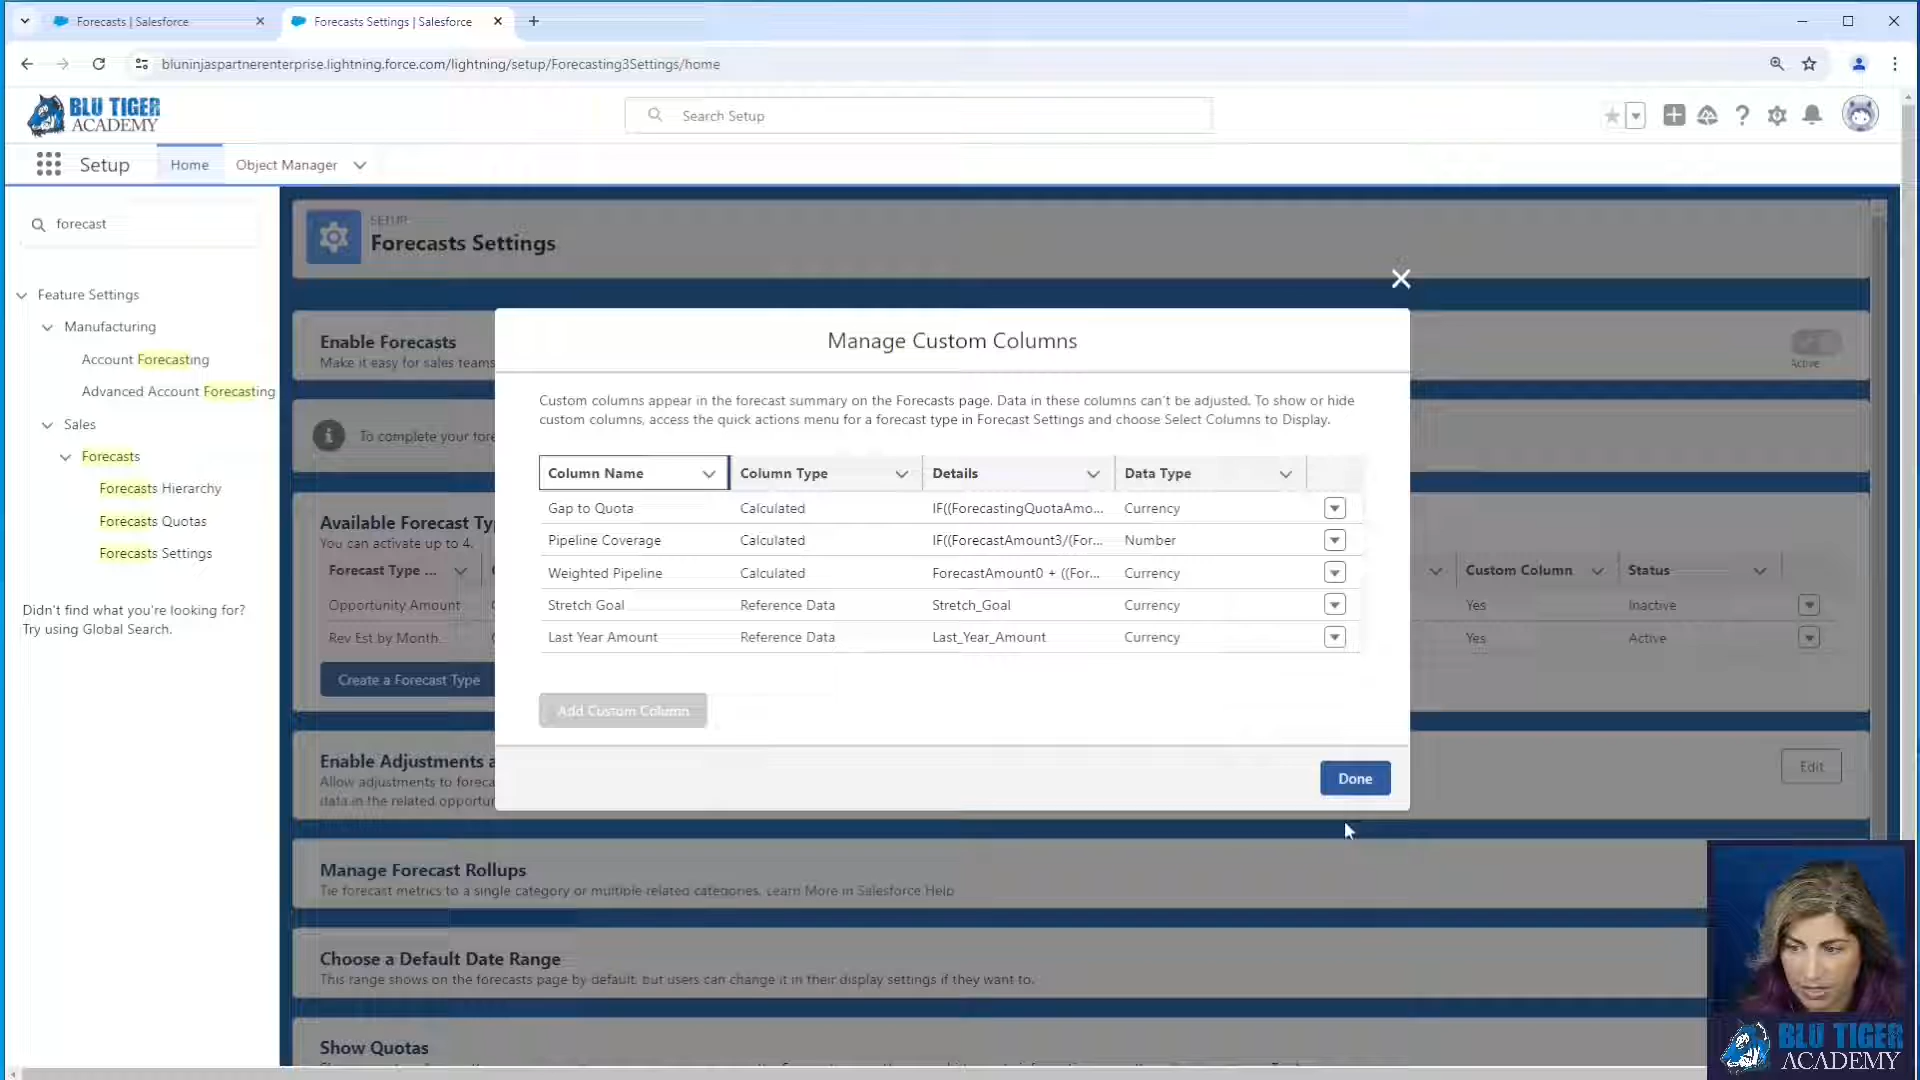 Forecasts | Salesforce
Forecasts Settings | Salesforce
bluninjaspartnerenterprise.lightning.force.com/lightning/setup/Forecasting3Settings/home
BLU TIGER
ACADEMY
Search Setup
Setup
Home
Object Manager
forecast
Feature Settings
Manufacturing
Account Forecasting
Advanced Account Forecasting
Sales
Forecasts
Forecasts Hierarchy
Forecasts Quotas
Forecasts Settings
Didn't find what you're looking for?
Try using Global Search.
SETUP
Forecasts Settings
Enable Forecasts
Make it easy for sales teams
Active
To complete your fore
Available Forecast Ty
You can activate up to 4.
Forecast Type ...
Custom Column
Status
Opportunity Amount
Yes
Inactive
Rev Est by Month
Yes
Active
Create a Forecast Type
Manage Custom Columns
Custom columns appear in the forecast summary on the Forecasts page. Data in these columns can't be adjusted. To show or hide
custom columns, access the quick actions menu for a forecast type in Forecast Settings and choose Select Columns to Display.
Column Name
Column Type
Details
Data Type
Gap to Quota
Calculated
IF((ForecastingQuotaAmo...
Currency
Pipeline Coverage
Calculated
IF((ForecastAmount3/(For...
Number
Weighted Pipeline
Calculated
ForecastAmount0 + ((For...
Currency
Stretch Goal
Reference Data
Stretch_Goal
Currency
Last Year Amount
Reference Data
Last_Year_Amount
Currency
Add Custom Column
Done
Enable Adjustments a
Allow adjustments to foreca
data in the related opportun
Edit
Manage Forecast Rollups
Tie forecast metrics to a single category or multiple related categories. Learn More in Salesforce Help
Choose a Default Date Range
This range shows on the forecasts page by default, but users can change it in their display settings if they want to.
Show Quotas
BLU TIGER
ACADEMY